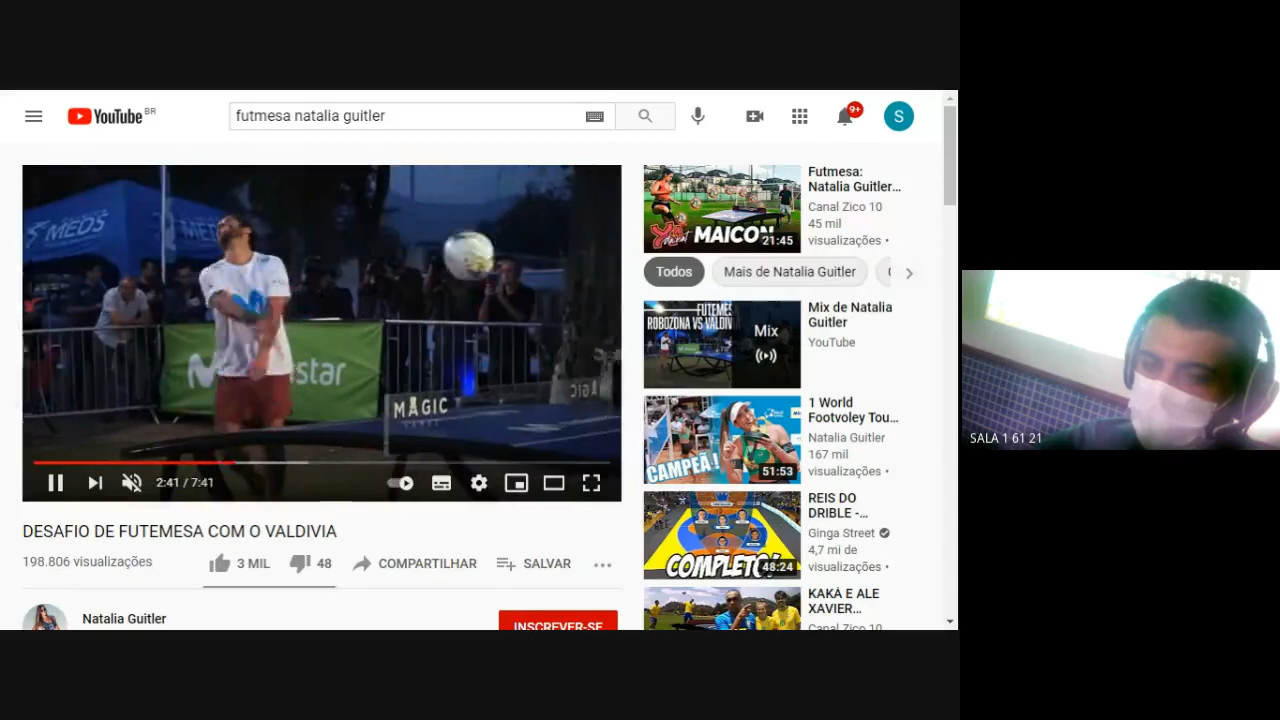 YouTube BR
futmesa natalia guitler
9+
S
MEDS
Movistar
MAGIC
2:41 / 7:41
DESAFIO DE FUTEMESA COM O VALDIVIA
198.806 visualizações
3 MIL
48
COMPARTILHAR
SALVAR
Natalia Guitler
INSCREVER-SE
MAICON
21:45
Futmesa:
Natalia Guitler...
Canal Zico 10
45 mil
visualizações •
Todos
Mais de Natalia Guitler
ROBOZONA VS VALDIV
Mix
Mix de Natalia
Guitler
YouTube
CAMPEÃ !
51:53
1 World
Footvoley Tou...
Natalia Guitler
167 mil
visualizações •
COMPLETO!
48:24
REIS DO
DRIBLE -...
Ginga Street
4,7 mi de
visualizações •
KAKÁ E ALE
XAVIER...
Canal Zico 10
SALA 1 61 21